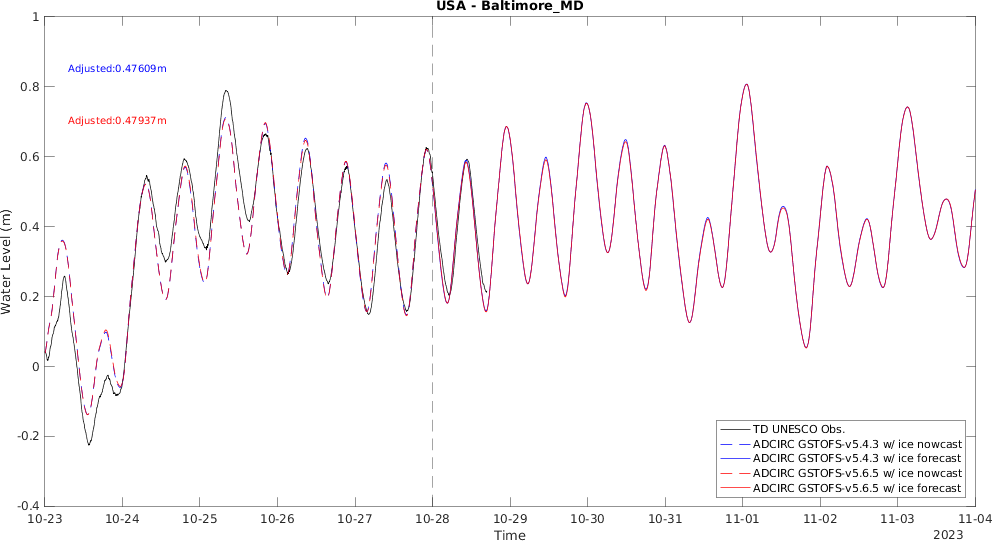 USA - Baltimore_MD
1
0.8
0.6
0.4
0.2
0
-0.2
-0.4
Water Level (m)
Adjusted:0.47609m
Adjusted:0.47937m
TD UNESCO Obs.
ADCIRC GSTOFS-v5.4.3 w/ ice nowcast
ADCIRC GSTOFS-v5.4.3 w/ ice forecast
ADCIRC GSTOFS-v5.6.5 w/ ice nowcast
ADCIRC GSTOFS-v5.6.5 w/ ice forecast
10-23 10-24 10-25 10-26 10-27 10-28 10-29 10-30 10-31 11-01 11-02 11-03 11-04
Time
2023